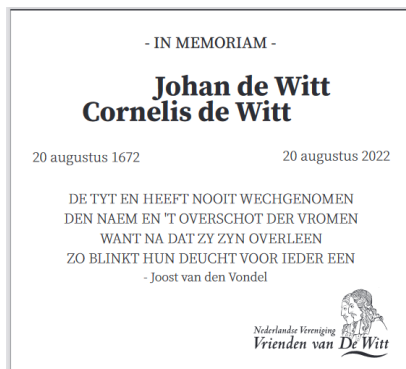 - IN MEMORIAM -
Johan de Witt
Cornelis de Witt
20 augustus 1672
20 augustus 2022
DE TYT EN HEEFT NOOIT WECHGENOMEN
DEN NAEM EN 'T OVERSCHOT DER VROMEN
WANT NA DAT ZY ZYN OVERLEEN
ZO BLINKT HUN DEUCHT VOOR IEDER EEN
- Joost van den Vondel
Nederlandse Vereniging
Vrienden van De Witt